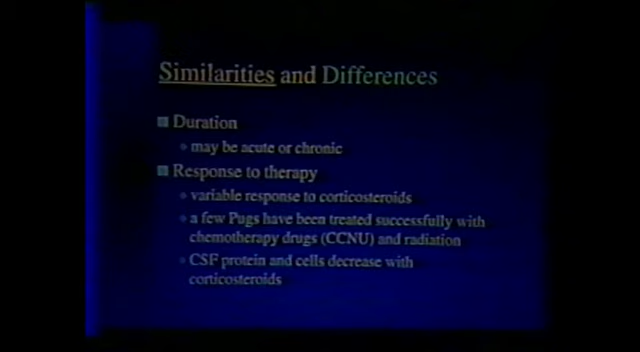 Similarities and Differences
Duration
may be acute or chronic
Response to therapy
variable response to corticosteroids
a few Pugs have been treated successfully with
chemotherapy drugs (CCNU) and radiation
CSF protein and cells decrease with
corticosteroids